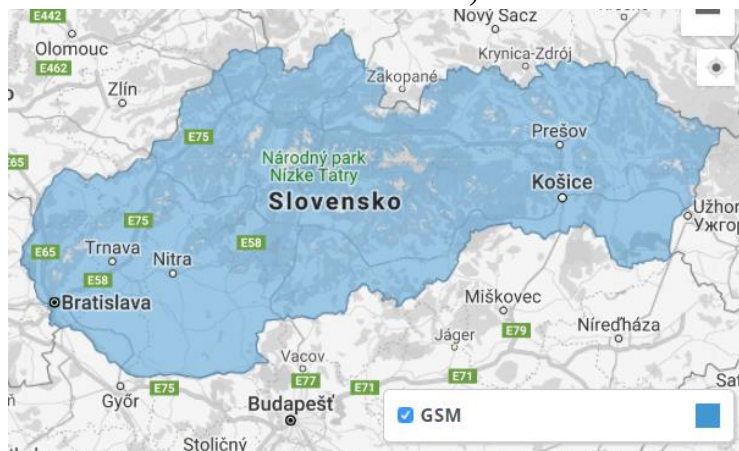 E442
Olomouc
E462
Zlín
Nový Sącz
Krynica-Zdrój
Zakopané
E75
Národný park
Nízke Tatry
Slovensko
Prešov
Košice
E65
E75
E65
Trnava
Nitra
E58
E58
Bratislava
Užhor
Ужгор
Miškovec
Jáger
E79
Níreďháza
Vacov
E75
Győr
E77
E71
E71
Budapešť
Stoličný
Sat
GSM